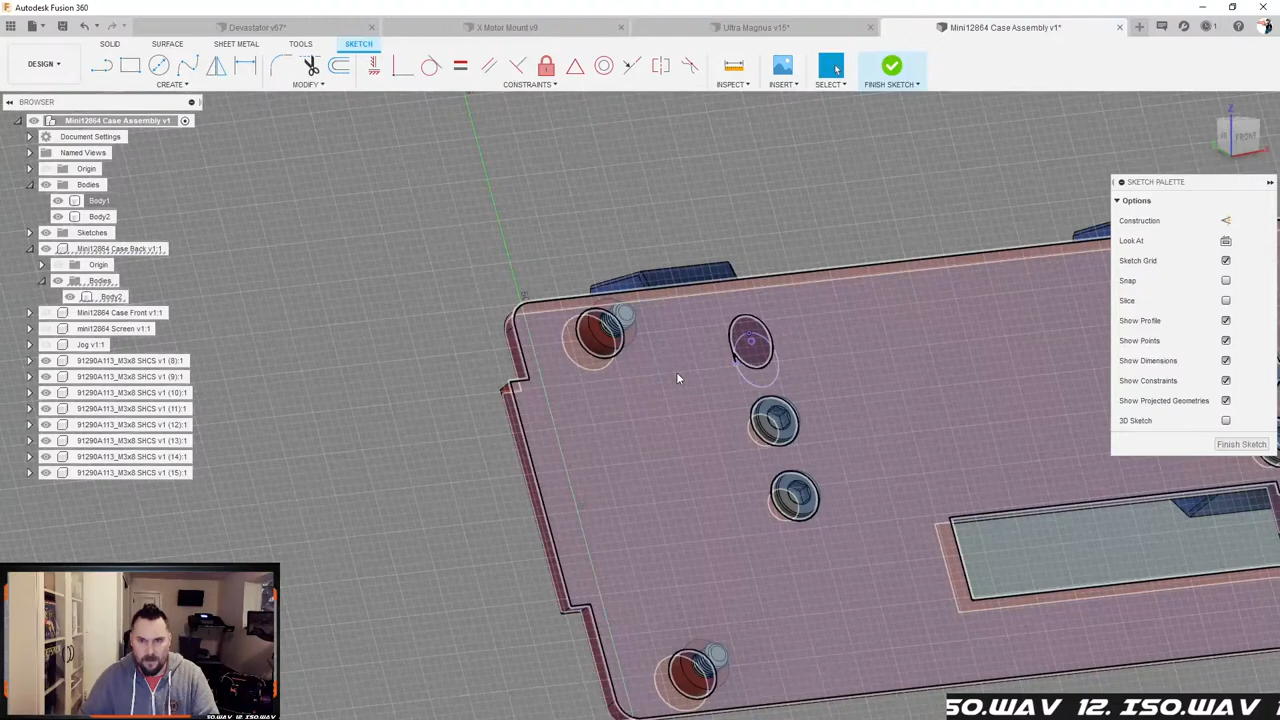 Autodesk Fusion 360
Devastator v67*
X Motor Mount v9
Ultra Magnus v15*
Mini12864 Case Assembly v1*
1
DESIGN
SOLID
SURFACE
SHEET METAL
TOOLS
SKETCH
CREATE
MODIFY
CONSTRAINTS
INSPECT
INSERT
SELECT
FINISH SKETCH
BROWSER
Mini12864 Case Assembly v1
Document Settings
Named Views
Origin
Bodies
Body1
Body2
Sketches
Mini12864 Case Back v1:1
Origin
Bodies
Body2
Mini12864 Case Front v1:1
mini12864 Screen v1:1
Jog v1:1
91290A113_M3x8 SHCS v1 (8):1
91290A113_M3x8 SHCS v1 (9):1
91290A113_M3x8 SHCS v1 (10):1
91290A113_M3x8 SHCS v1 (11):1
91290A113_M3x8 SHCS v1 (12):1
91290A113_M3x8 SHCS v1 (13):1
91290A113_M3x8 SHCS v1 (14):1
91290A113_M3x8 SHCS v1 (15):1
Z
FRONT
X
SKETCH PALETTE
Options
Construction
Look At
Sketch Grid
Snap
Slice
Show Profile
Show Points
Show Dimensions
Show Constraints
Show Projected Geometries
3D Sketch
Finish Sketch
SO.WAV 12. ISO.WAV